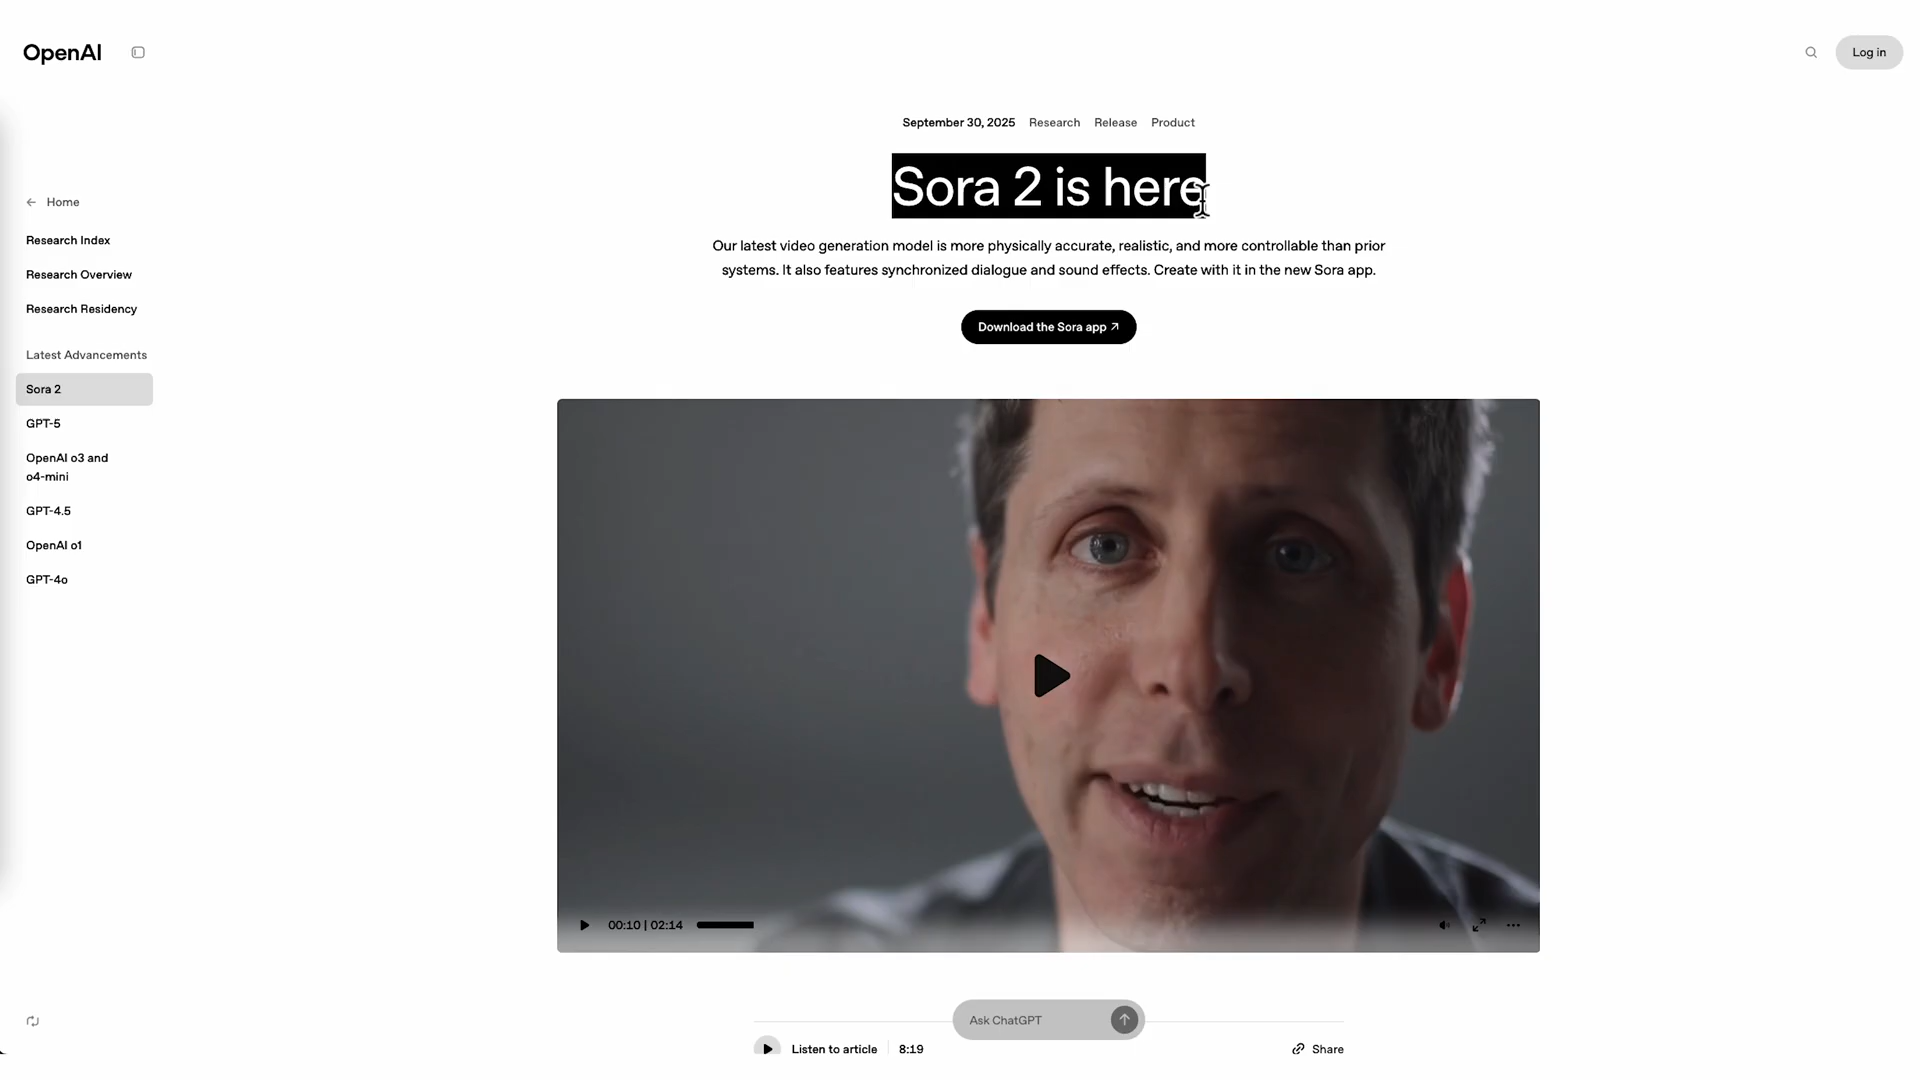 OpenAI
Log in
September 30, 2025 Research Release Product
Sora 2 is here
Our latest video generation model is more physically accurate, realistic, and more controllable than prior
systems. It also features synchronized dialogue and sound effects. Create with it in the new Sora app.
Download the Sora app ↗
← Home
Research Index
Research Overview
Research Residency
Latest Advancements
Sora 2
GPT-5
OpenAI o3 and
o4-mini
GPT-4.5
OpenAI o1
GPT-4o
00:10 | 02:14
Ask ChatGPT
Listen to article 8:19
Share